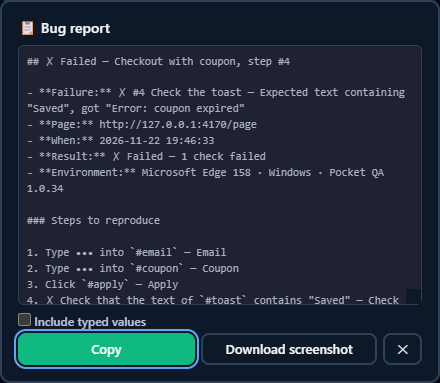 📋 Bug report
## ✗ Failed — Checkout with coupon, step #4
- **Failure:** ✗ #4 Check the toast — Expected text containing
"Saved", got "Error: coupon expired"
- **Page:** http://127.0.0.1:4170/page
- **When:** 2026-11-22 19:46:33
- **Result:** ✗ Failed — 1 check failed
- **Environment:** Microsoft Edge 158 · Windows · Pocket QA
1.0.34
### Steps to reproduce
1. Type ••• into `#email` — Email
2. Type ••• into `#coupon` — Coupon
3. Click `#apply` — Apply
4. ✗ Check that the text of `#toast` contains "Saved" — Check
Include typed values
Copy
Download screenshot
✕